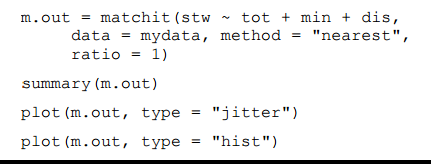 m.out = matchit(stw ~ tot + min + dis,
data = mydata, method = "nearest",
ratio = 1)
summary(m.out)
plot(m.out, type = "jitter")
plot(m.out, type = "hist")